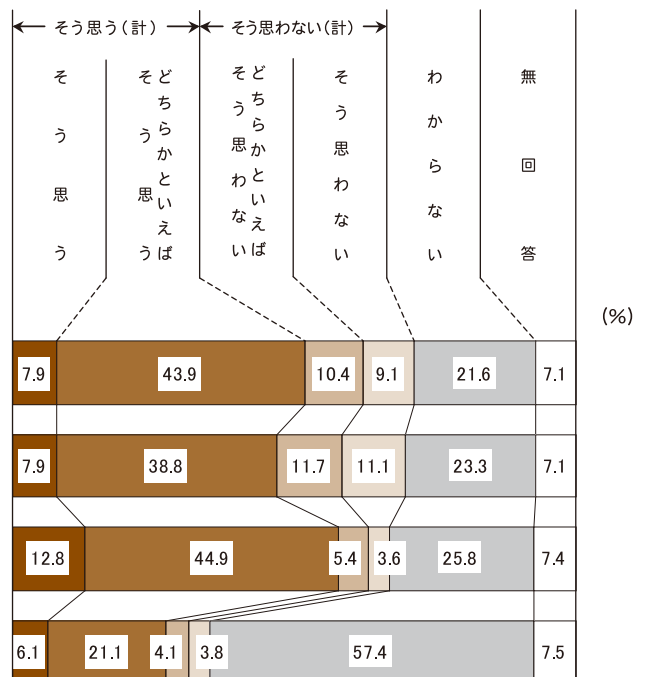 そう思う(計)
そう思わない(計)
そう思う
どちらかといえば
そう思う
どちらかといえば
そう思わない
そう思わない
わからない
無回答
(%)
7.9 43.9 10.4 9.1 21.6 7.1
7.9 38.8 11.7 11.1 23.3 7.1
12.8 44.9 5.4 3.6 25.8 7.4
6.1 21.1 4.1 3.8 57.4 7.5